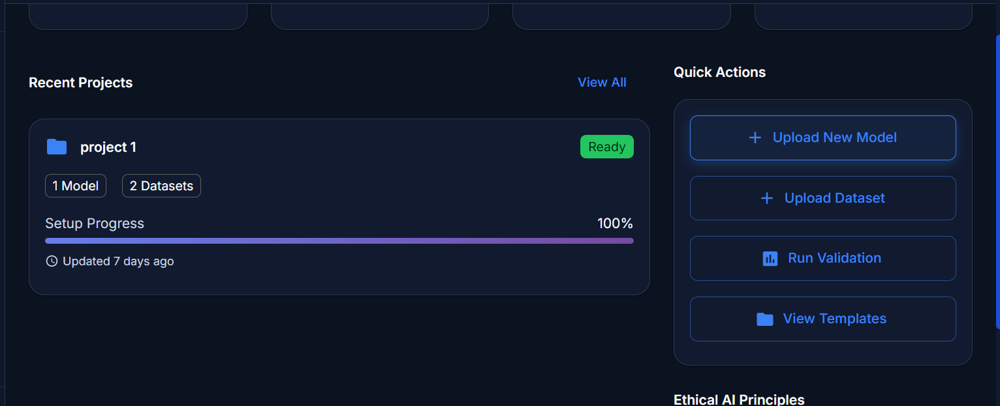 Recent Projects
View All
project 1
Ready
1 Model
2 Datasets
Setup Progress
100%
Updated 7 days ago
Quick Actions
Upload New Model
Upload Dataset
Run Validation
View Templates
Ethical AI Principles